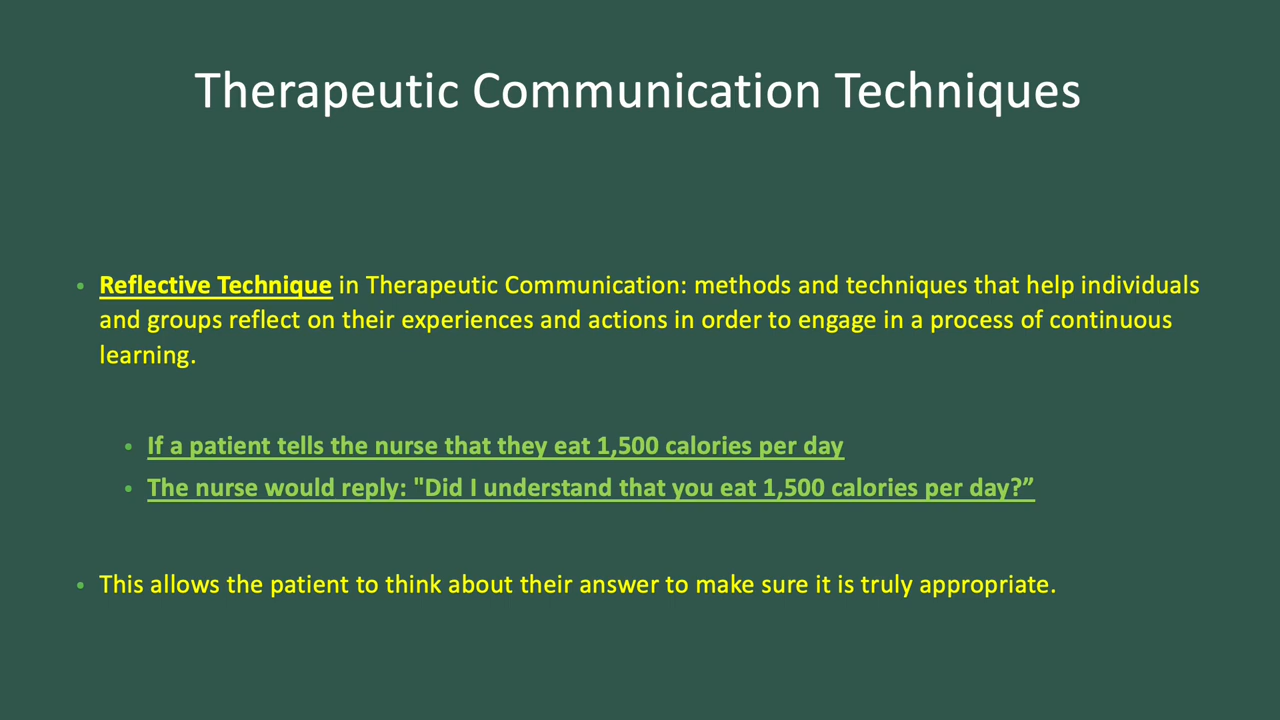 Therapeutic Communication Techniques
• Reflective Technique in Therapeutic Communication: methods and techniques that help individuals
and groups reflect on their experiences and actions in order to engage in a process of continuous
learning.
• If a patient tells the nurse that they eat 1,500 calories per day
• The nurse would reply: "Did I understand that you eat 1,500 calories per day?”
• This allows the patient to think about their answer to make sure it is truly appropriate.